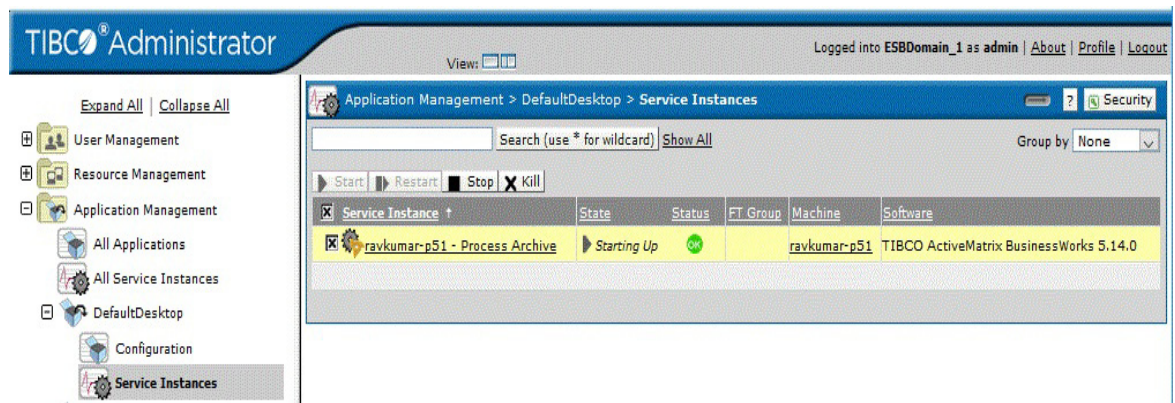 TIBCO® Administrator
View:
Logged into ESBDomain_1 as admin | About | Profile | Logout
Expand All | Collapse All
User Management
Resource Management
Application Management
All Applications
All Service Instances
DefaultDesktop
Configuration
Service Instances
Application Management > DefaultDesktop > Service Instances
? Security
Search (use * for wildcard) Show All
Group by None
Start Restart Stop Kill
Service Instance State Status FT Group Machine Software
ravkumar-p51 - Process Archive Starting Up OK ravkumar-p51 TIBCO ActiveMatrix BusinessWorks 5.14.0